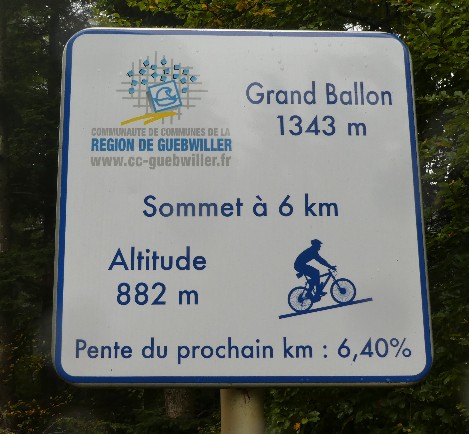 COMMUNAUTE DE COMMUNES DE LA
REGION DE GUEBWILLER
www.cc-guebwiller.fr
Grand Ballon
1343 m
Sommet à 6 km
Altitude
882 m
Pente du prochain km : 6,40%